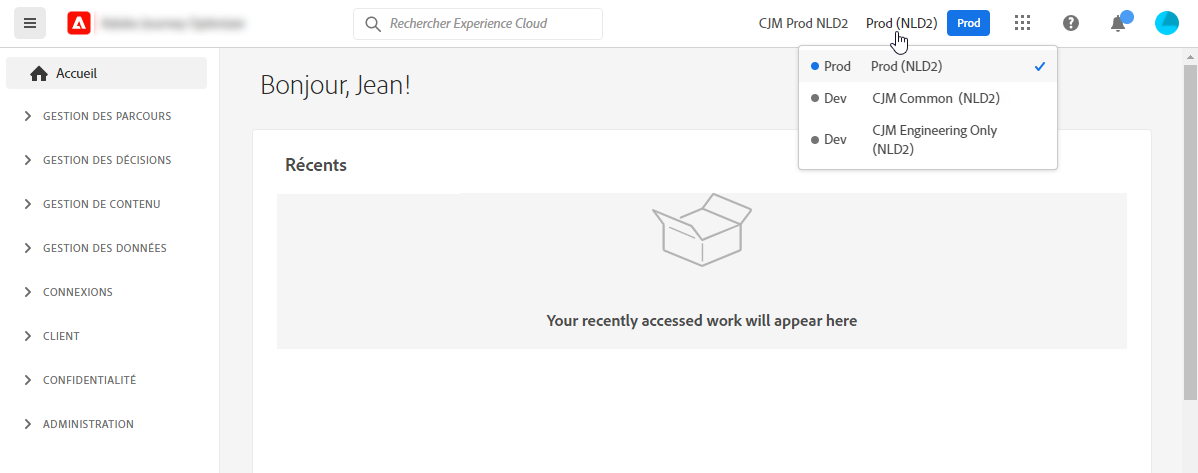 Rechercher Experience Cloud
CJM Prod NLD2
Prod (NLD2)
Prod
Prod Prod (NLD2)
Dev CJM Common (NLD2)
Dev CJM Engineering Only
(NLD2)
Accueil
GESTION DES PARCOURS
GESTION DES DÉCISIONS
GESTION DE CONTENU
GESTION DES DONNÉES
CONNEXIONS
CLIENT
CONFIDENTIALITÉ
ADMINISTRATION
Bonjour, Jean!
Récents
Your recently accessed work will appear here